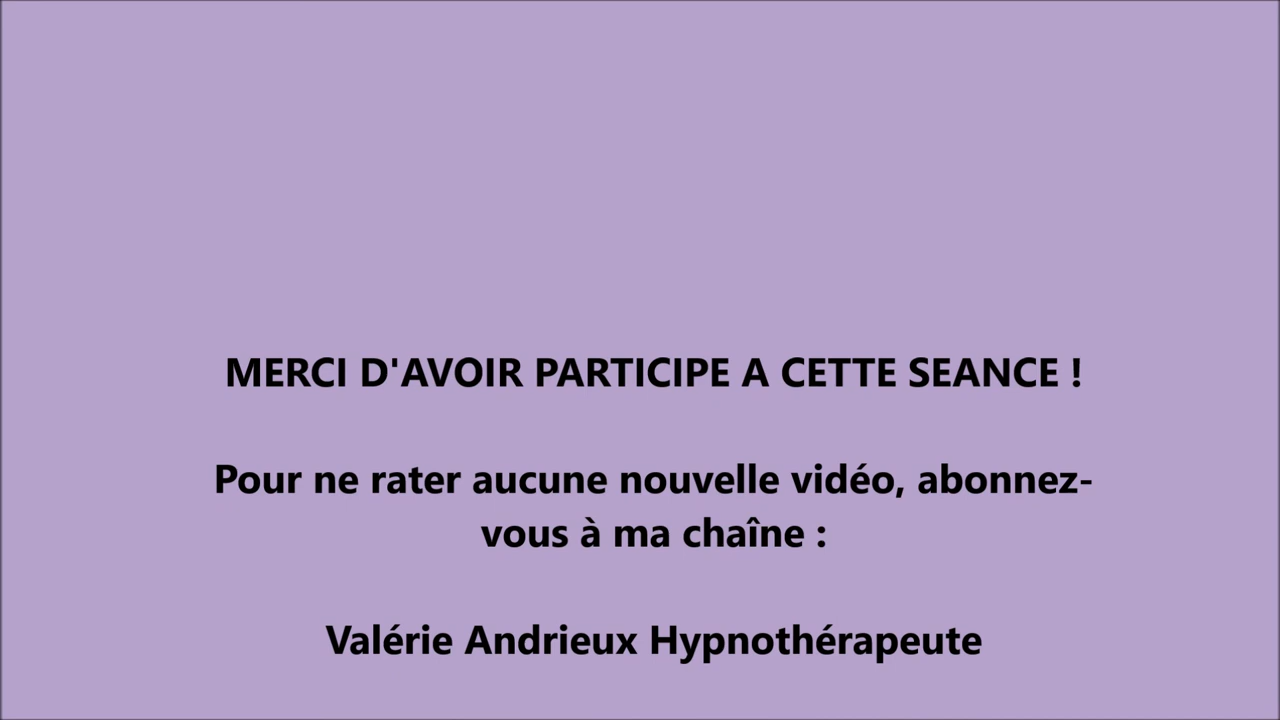 MERCI D'AVOIR PARTICIPE A CETTE SEANCE !
Pour ne rater aucune nouvelle vidéo, abonnez-
vous à ma chaîne :
Valérie Andrieux Hypnothérapeute